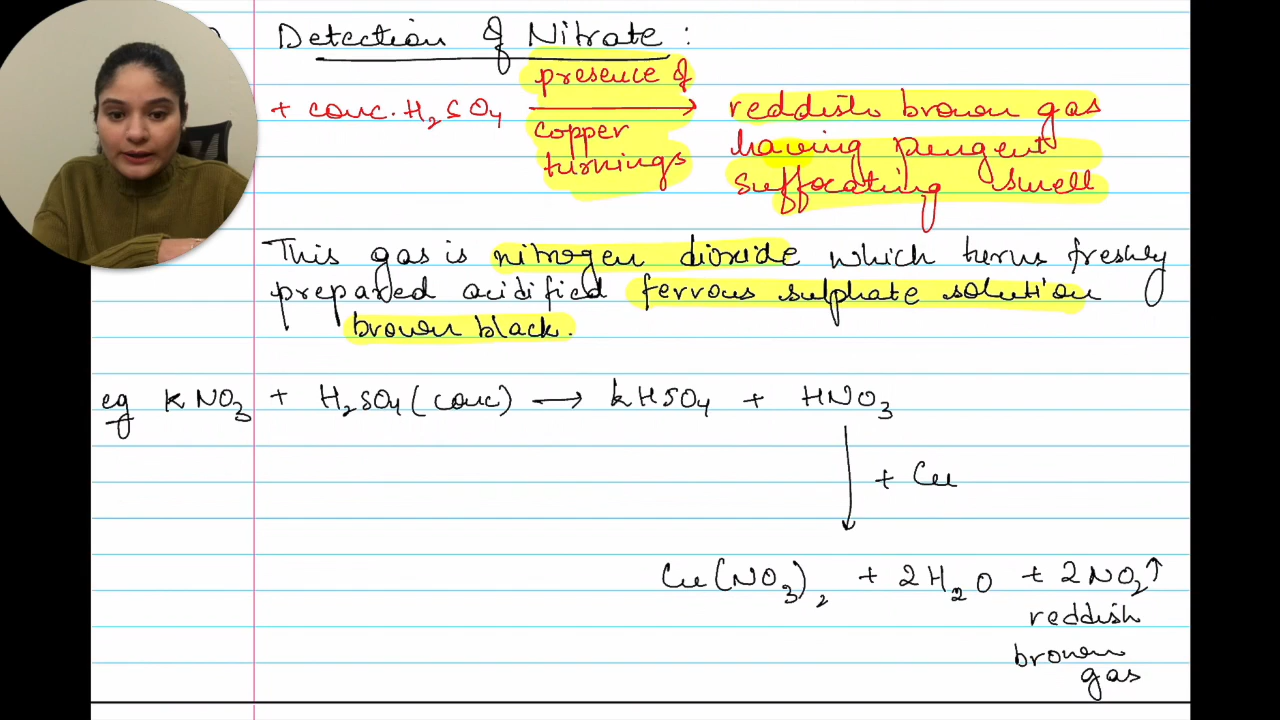 Detection of Nitrate :
+ conc. H₂SO₄ presence of copper turnings → reddish brown gas
having pungent
suffocating smell
This gas is nitrogen dioxide which turns freshly
prepared acidified ferrous sulphate solution
brown black.
eg KNO₃ + H₂SO₄ (conc) → KHSO₄ + HNO₃
↓ + Cu
Cu(NO₃)₂ + 2H₂O + 2NO₂↑
reddish
brown
gas